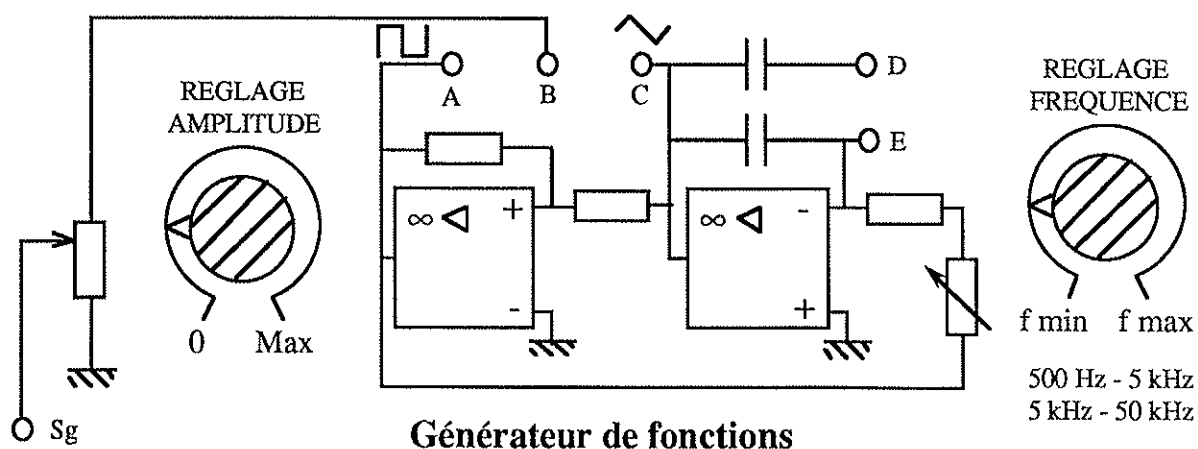 REGLAGE
AMPLITUDE
0 Max
Sg
A
B
C
D
E
∞
+
-
∞
-
+
REGLAGE
FREQUENCE
f min f max
500 Hz - 5 kHz
5 kHz - 50 kHz
Générateur de fonctions